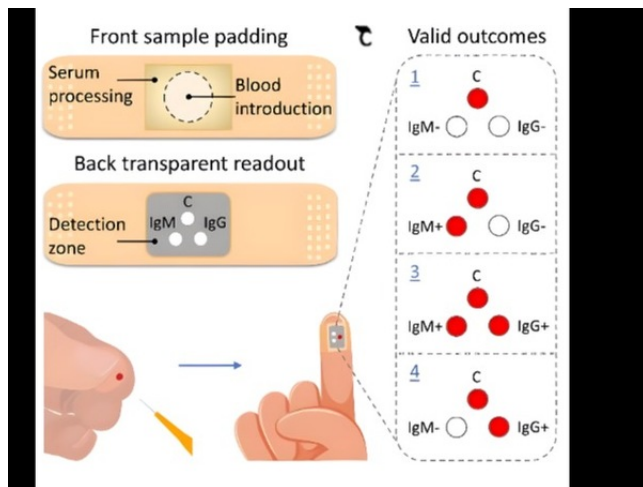 Front sample padding
Serum
processing
Blood
introduction
Back transparent readout
C
IgM
IgG
Detection
zone
Valid outcomes
1
C
IgM-
IgG-
2
C
IgM+
IgG-
3
C
IgM+
IgG+
4
C
IgM-
IgG+